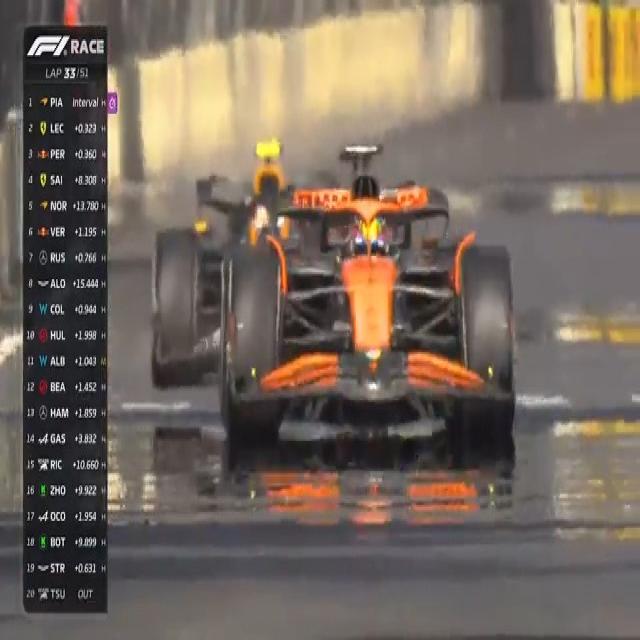 F1 RACE
LAP 33/51
1 PIA Interval H
2 LEC +0.323 H
3 PER +0.360 H
4 SAI +8.308 H
5 NOR +13.780 H
6 VER +1.195 H
7 RUS +0.766 H
8 ALO +15.444 H
9 COL +0.944 H
10 HUL +1.998 H
11 ALB +1.043 M
12 BEA +1.452 H
13 HAM +1.859 H
14 GAS +3.832 H
15 RIC +10.660 H
16 ZHO +9.922 H
17 OCO +1.954 H
18 BOT +9.899 H
19 STR +0.631 H
20 TSU OUT